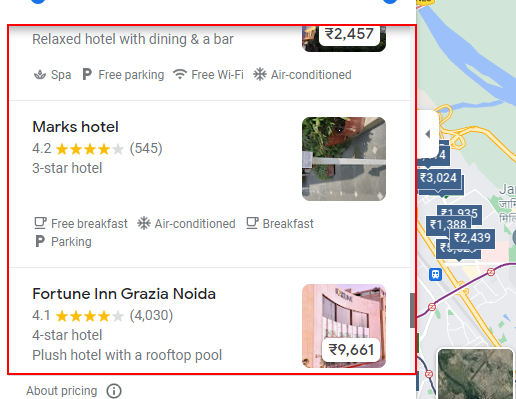 Relaxed hotel with dining & a bar
₹2,457
Spa Free parking Free Wi-Fi Air-conditioned
Marks hotel
4.2 (545)
3-star hotel
Free breakfast Air-conditioned Breakfast
Parking
Fortune Inn Grazia Noida
4.1 (4,030)
4-star hotel
Plush hotel with a rooftop pool
₹9,661
About pricing
₹3,024
₹1,935
₹1,388
₹2,439